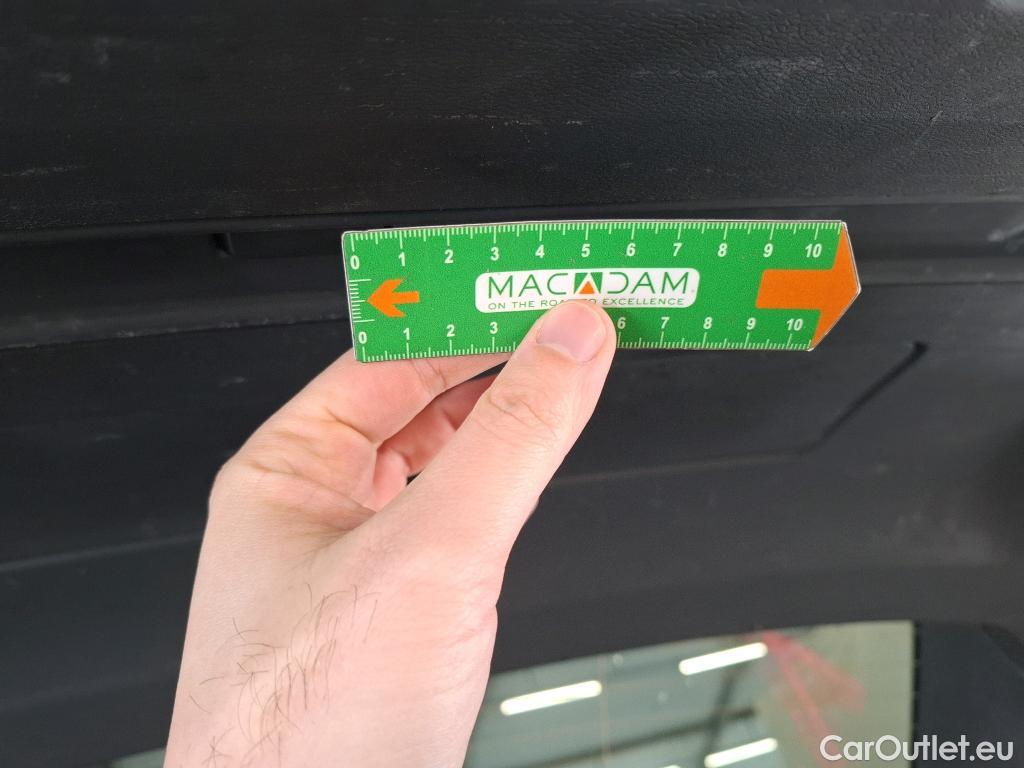 0 1 2 3 4 5 6 7 8 9 10
MACADAM
ON THE ROAD TO EXCELLENCE
0 1 2 3 6 7 8 9 10
CarOutlet.eu